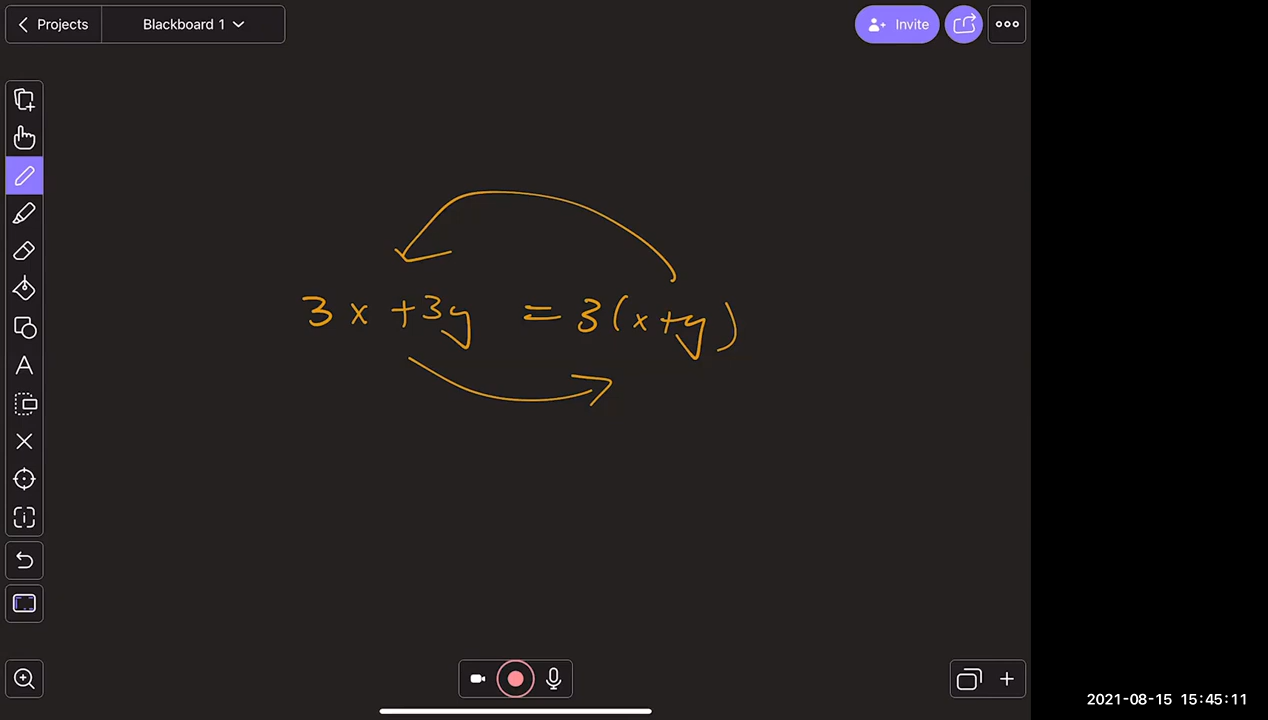 Projects Blackboard 1 Invite
3x + 3y = 3(x+y)
2021-08-15 15:45:11